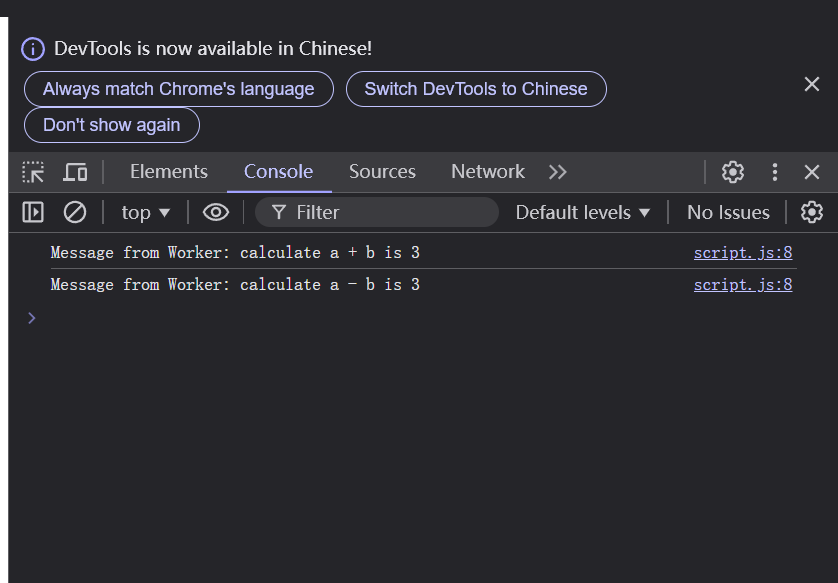 DevTools is now available in Chinese!
Always match Chrome's language Switch DevTools to Chinese
Don't show again
Elements Console Sources Network
top Filter Default levels No Issues
Message from Worker: calculate a + b is 3 script.js:8
Message from Worker: calculate a - b is 3 script.js:8